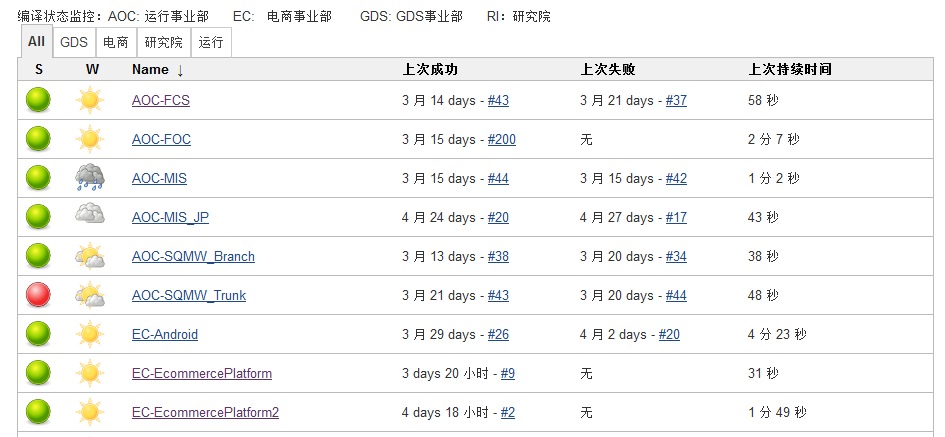 编译状态监控: AOC: 运行事业部 EC: 电商事业部 GDS: GDS事业部 RI: 研究院
All GDS 电商 研究院 运行
S W Name ↓ 上次成功 上次失败 上次持续时间
AOC-FCS 3 月 14 days - #43 3 月 21 days - #37 58 秒
AOC-FOC 3 月 15 days - #200 无 2 分 7 秒
AOC-MIS 3 月 15 days - #44 3 月 15 days - #42 1 分 2 秒
AOC-MIS_JP 4 月 24 days - #20 4 月 27 days - #17 43 秒
AOC-SQMW_Branch 3 月 13 days - #38 3 月 20 days - #34 38 秒
AOC-SQMW_Trunk 3 月 21 days - #43 3 月 20 days - #44 48 秒
EC-Android 3 月 29 days - #26 4 月 2 days - #20 4 分 23 秒
EC-EcommercePlatform 3 days 20 小时 - #9 无 31 秒
EC-EcommercePlatform2 4 days 18 小时 - #2 无 1 分 49 秒